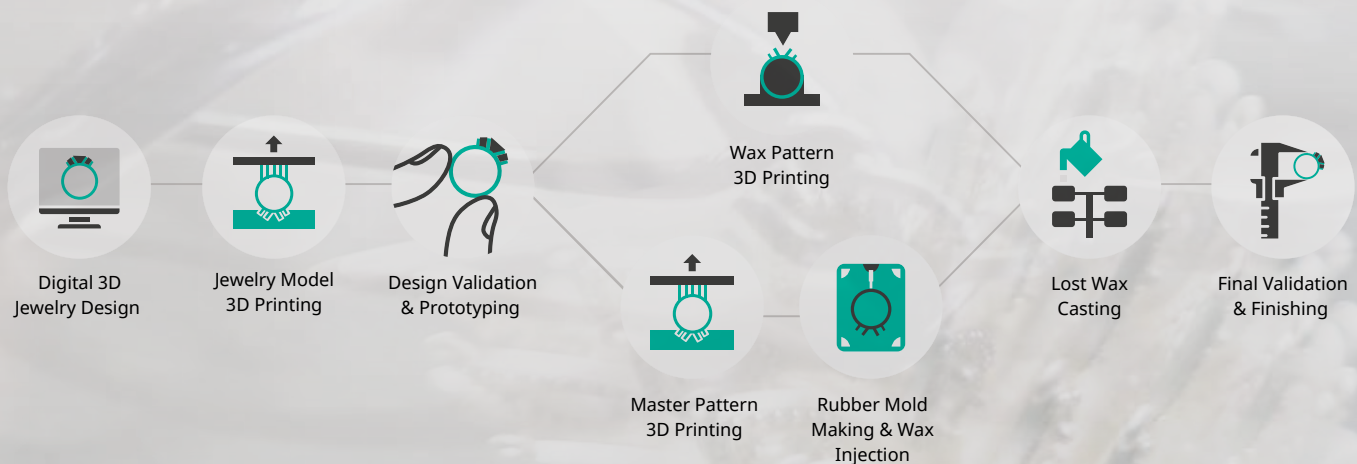 Digital 3D
Jewelry Design
Jewelry Model
3D Printing
Design Validation
& Prototyping
Wax Pattern
3D Printing
Master Pattern
3D Printing
Rubber Mold
Making & Wax
Injection
Lost Wax
Casting
Final Validation
& Finishing